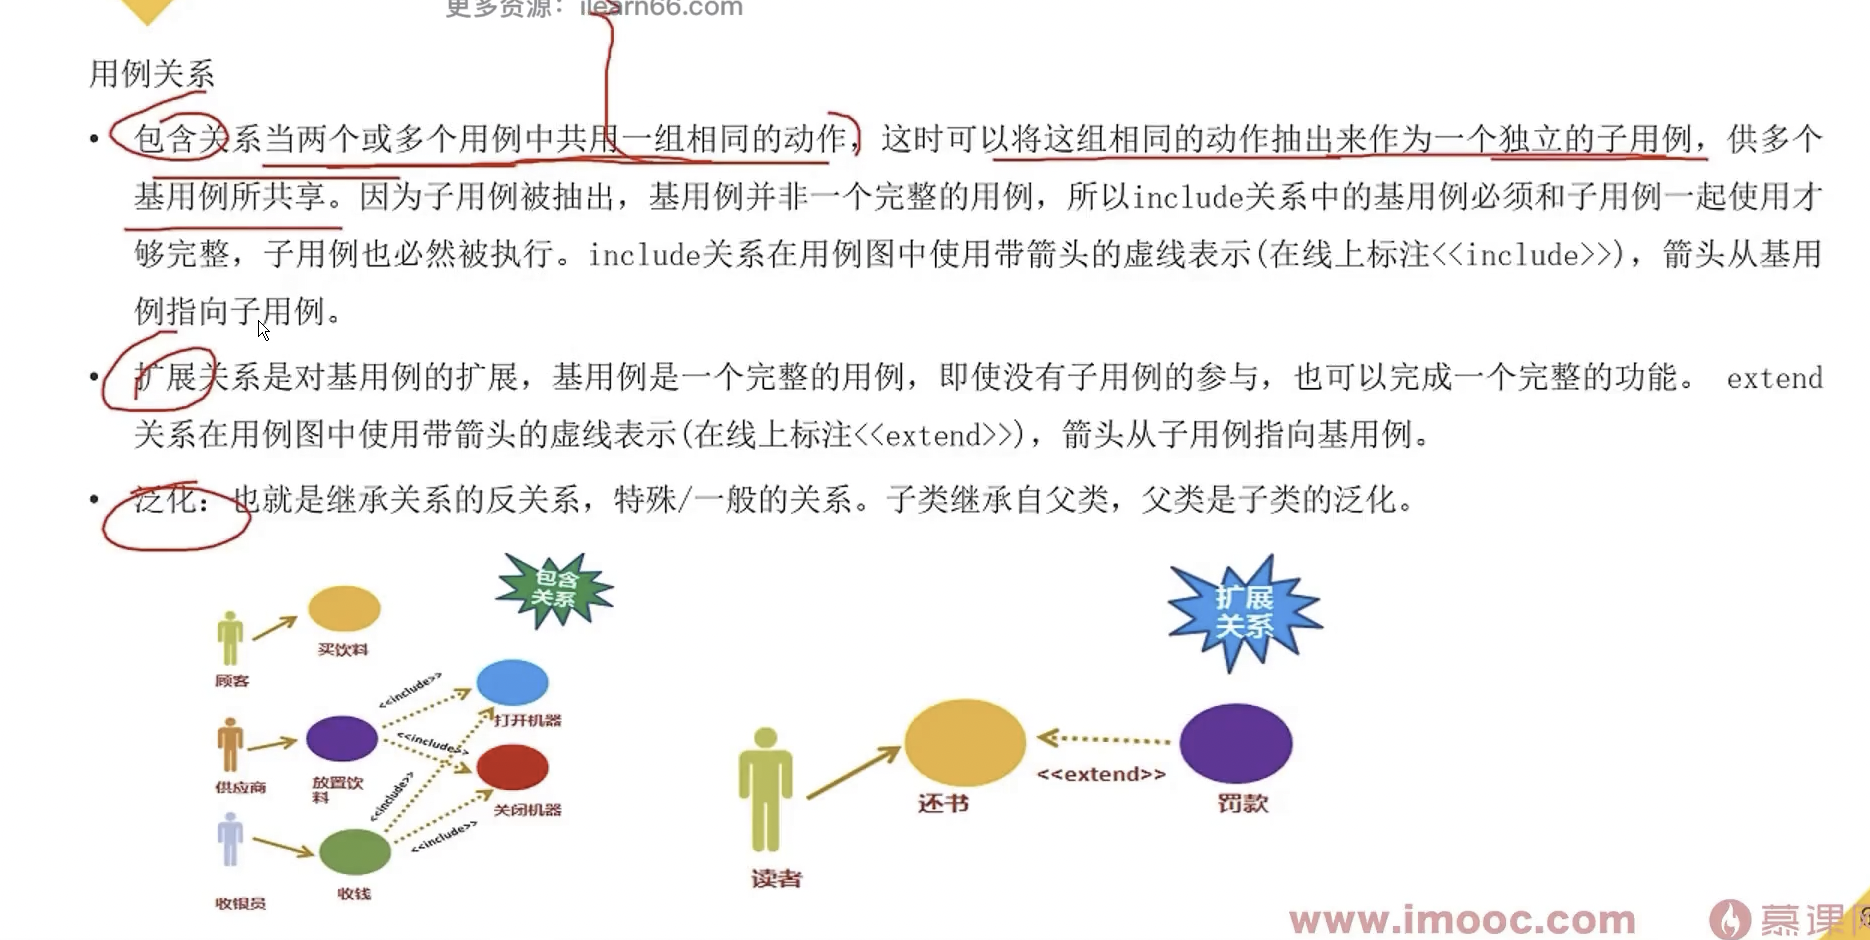 更多资源：ilearn66.com
用例关系
• 包含关系当两个或多个用例中共用一组相同的动作，这时可以将这组相同的动作抽出来作为一个独立的子用例，供多个
基用例所共享。因为子用例被抽出，基用例并非一个完整的用例，所以include关系中的基用例必须和子用例一起使用才
够完整，子用例也必然被执行。include关系在用例图中使用带箭头的虚线表示(在线上标注<<include>>)，箭头从基用
例指向子用例。
• 扩展关系是对基用例的扩展，基用例是一个完整的用例，即使没有子用例的参与，也可以完成一个完整的功能。 extend
关系在用例图中使用带箭头的虚线表示(在线上标注<<extend>>)，箭头从子用例指向基用例。
• 泛化：也就是继承关系的反关系，特殊/一般的关系。子类继承自父类，父类是子类的泛化。
包含
关系
买饮料
顾客
<<include>>
打开机器
<<include>>
供应商
放置饮
料
<<include>>
关闭机器
<<include>>
收银员
收钱
扩展
关系
<<extend>>
还书
罚款
读者
www.imooc.com
慕课网